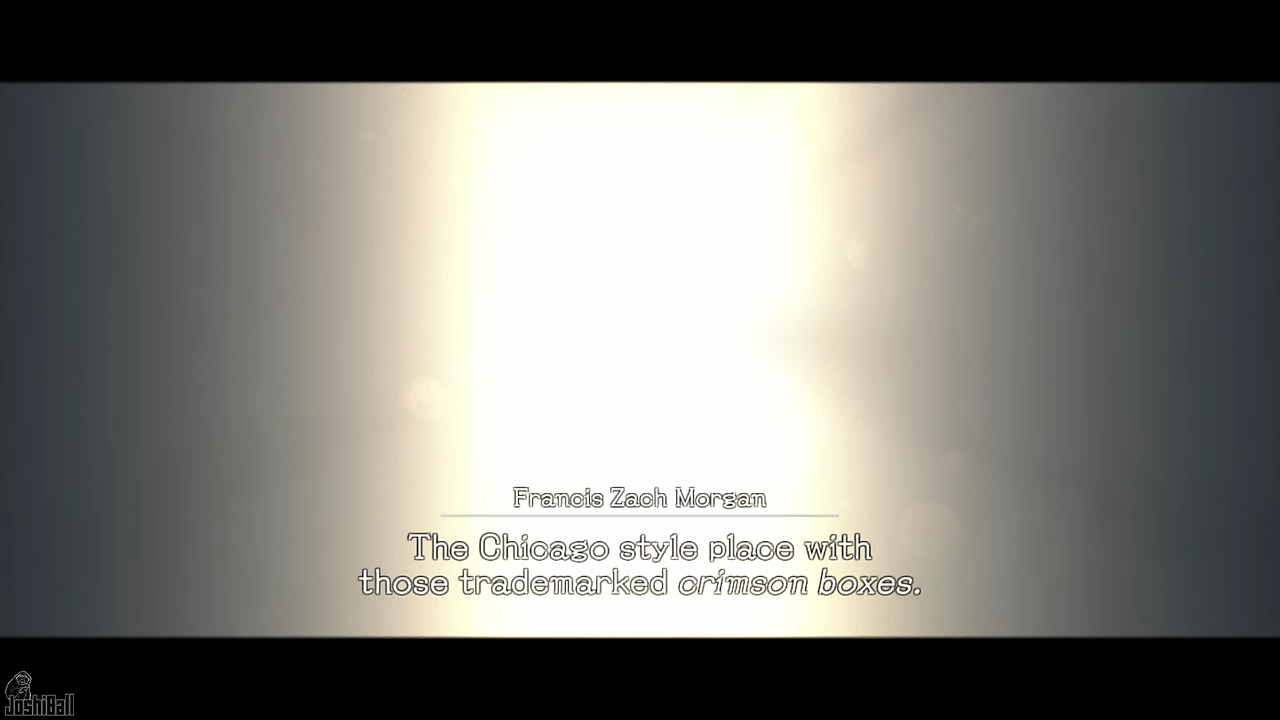 Francis Zach Morgan
The Chicago style place with
those trademarked crimson boxes.
JoshiBall